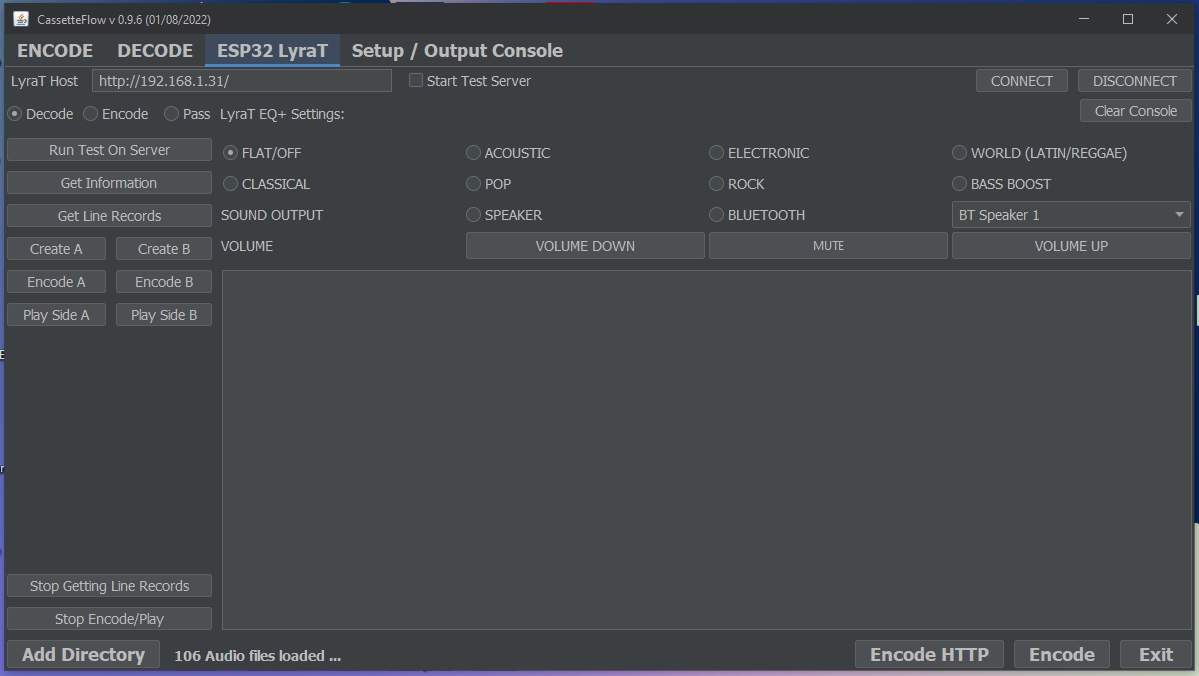 CassetteFlow v 0.9.6 (01/08/2022)
ENCODE DECODE ESP32 LyraT Setup / Output Console
LyraT Host http://192.168.1.31/ Start Test Server CONNECT DISCONNECT
Decode Encode Pass LyraT EQ+ Settings: Clear Console
Run Test On Server FLAT/OFF ACOUSTIC ELECTRONIC WORLD (LATIN/REGGAE)
Get Information CLASSICAL POP ROCK BASS BOOST
Get Line Records SOUND OUTPUT SPEAKER BLUETOOTH BT Speaker 1
Create A Create B VOLUME VOLUME DOWN MUTE VOLUME UP
Encode A Encode B
Play Side A Play Side B
Stop Getting Line Records
Stop Encode/Play
Add Directory 106 Audio files loaded ... Encode HTTP Encode Exit